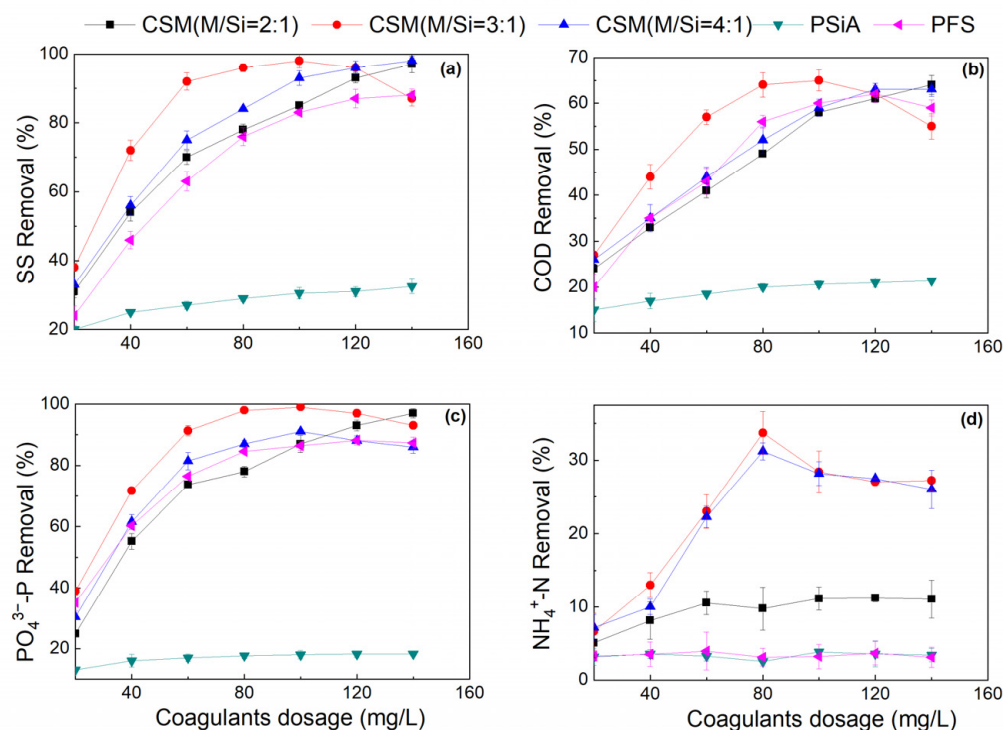 CSM(M/Si=2:1) CSM(M/Si=3:1) CSM(M/Si=4:1) PSiA PFS
(a)
SS Removal (%)
100
80
60
40
20
40 80 120 160
(b)
COD Removal (%)
70
60
50
40
30
20
10
40 80 120 160
(c)
PO₄³⁻-P Removal (%)
100
80
60
40
20
40 80 120 160
Coagulants dosage (mg/L)
(d)
NH₄⁺-N Removal (%)
30
20
10
0
40 80 120 160
Coagulants dosage (mg/L)